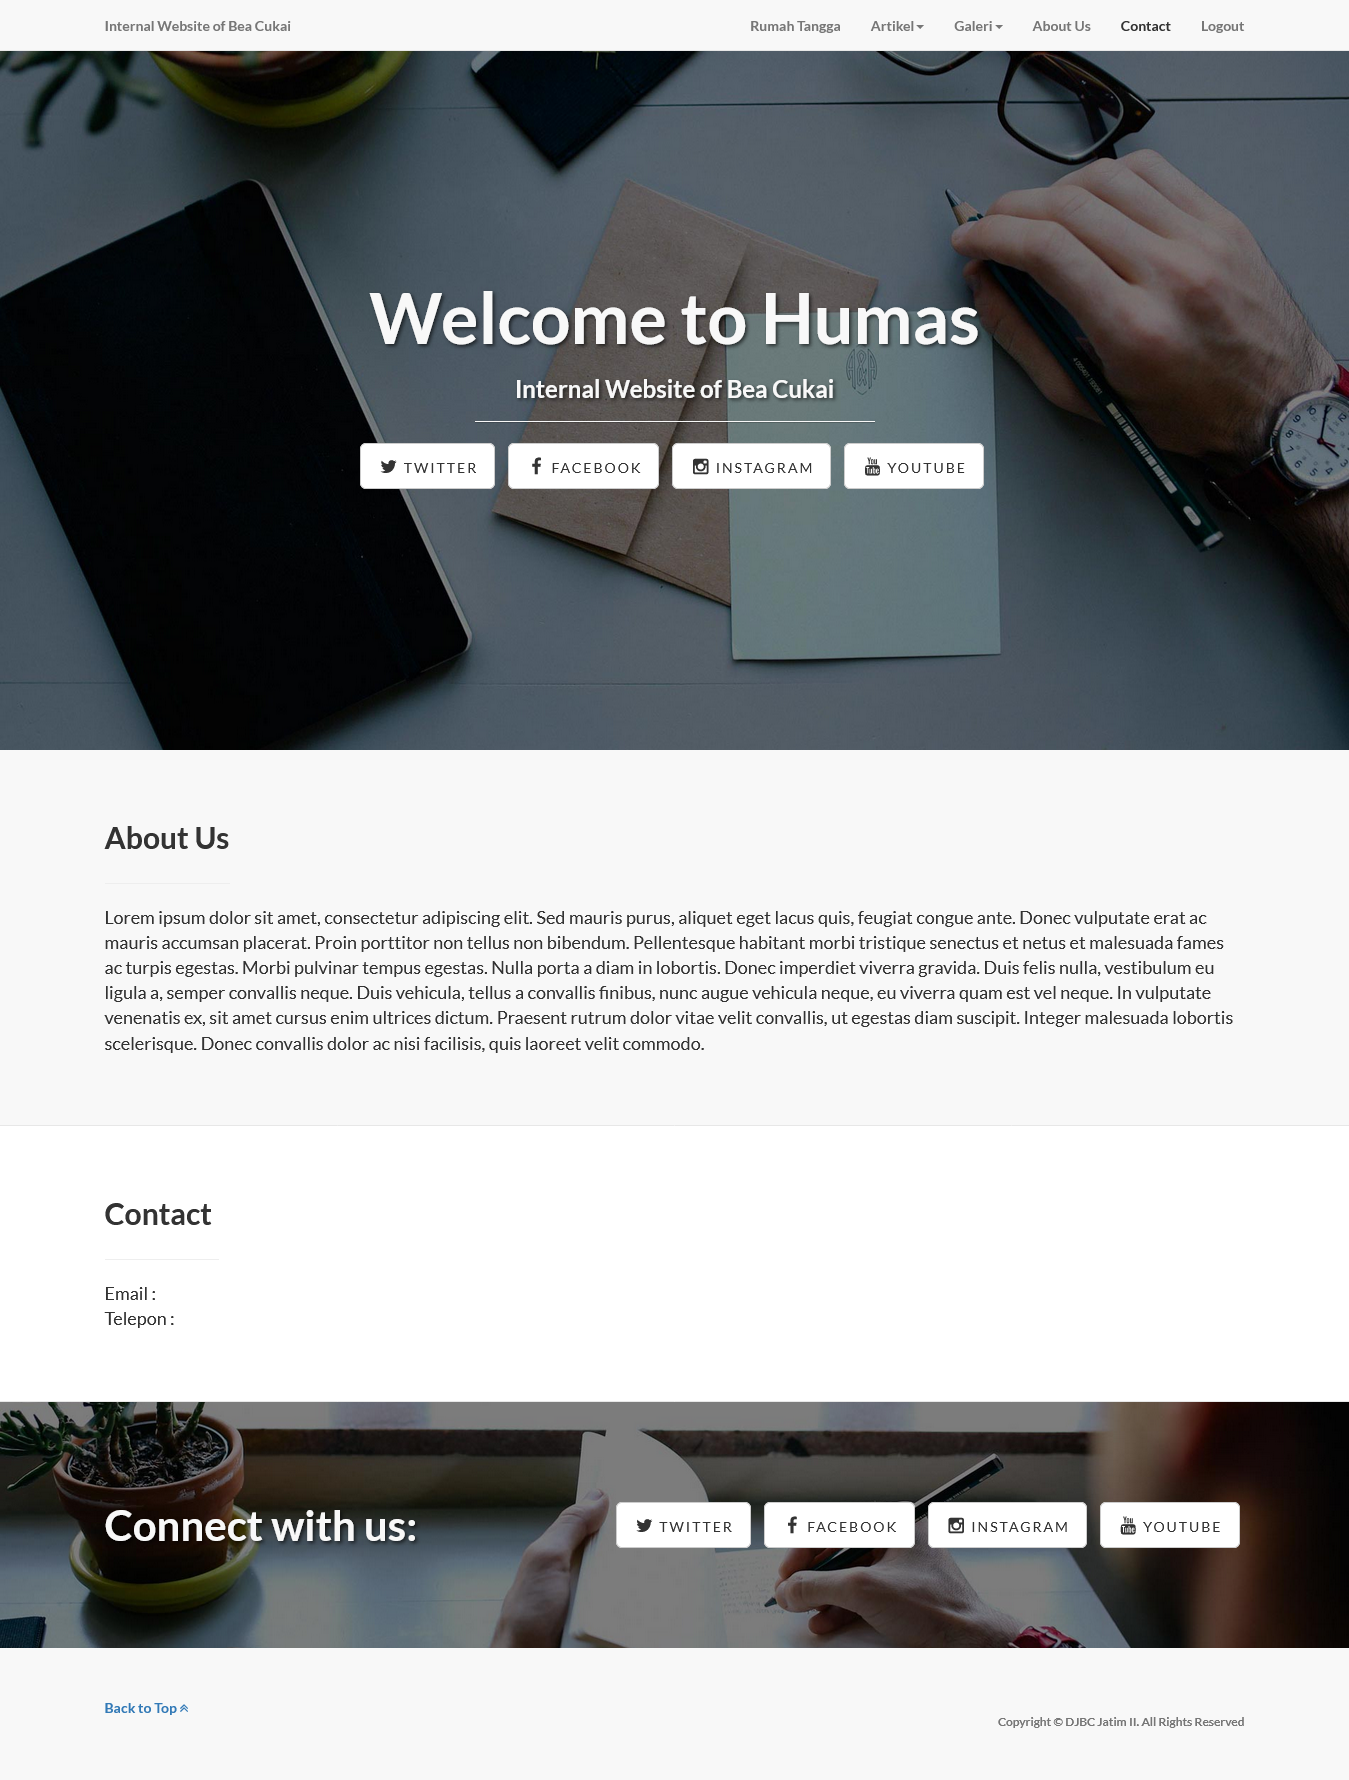 Internal Website of Bea Cukai
Rumah Tangga Artikel Galeri About Us Contact Logout
Welcome to Humas
Internal Website of Bea Cukai
TWITTER FACEBOOK INSTAGRAM YOUTUBE
About Us
Lorem ipsum dolor sit amet, consectetur adipiscing elit. Sed mauris purus, aliquet eget lacus quis, feugiat congue ante. Donec vulputate erat ac
mauris accumsan placerat. Proin porttitor non tellus non bibendum. Pellentesque habitant morbi tristique senectus et netus et malesuada fames
ac turpis egestas. Morbi pulvinar tempus egestas. Nulla porta a diam in lobortis. Donec imperdiet viverra gravida. Duis felis nulla, vestibulum eu
ligula a, semper convallis neque. Duis vehicula, tellus a convallis finibus, nunc augue vehicula neque, eu viverra quam est vel neque. In vulputate
venenatis ex, sit amet cursus enim ultrices dictum. Praesent rutrum dolor vitae velit convallis, ut egestas diam suscipit. Integer malesuada lobortis
scelerisque. Donec convallis dolor ac nisi facilisis, quis laoreet velit commodo.
Contact
Email :
Telepon :
Connect with us:
TWITTER FACEBOOK INSTAGRAM YOUTUBE
Back to Top
Copyright © DJBC Jatim II. All Rights Reserved